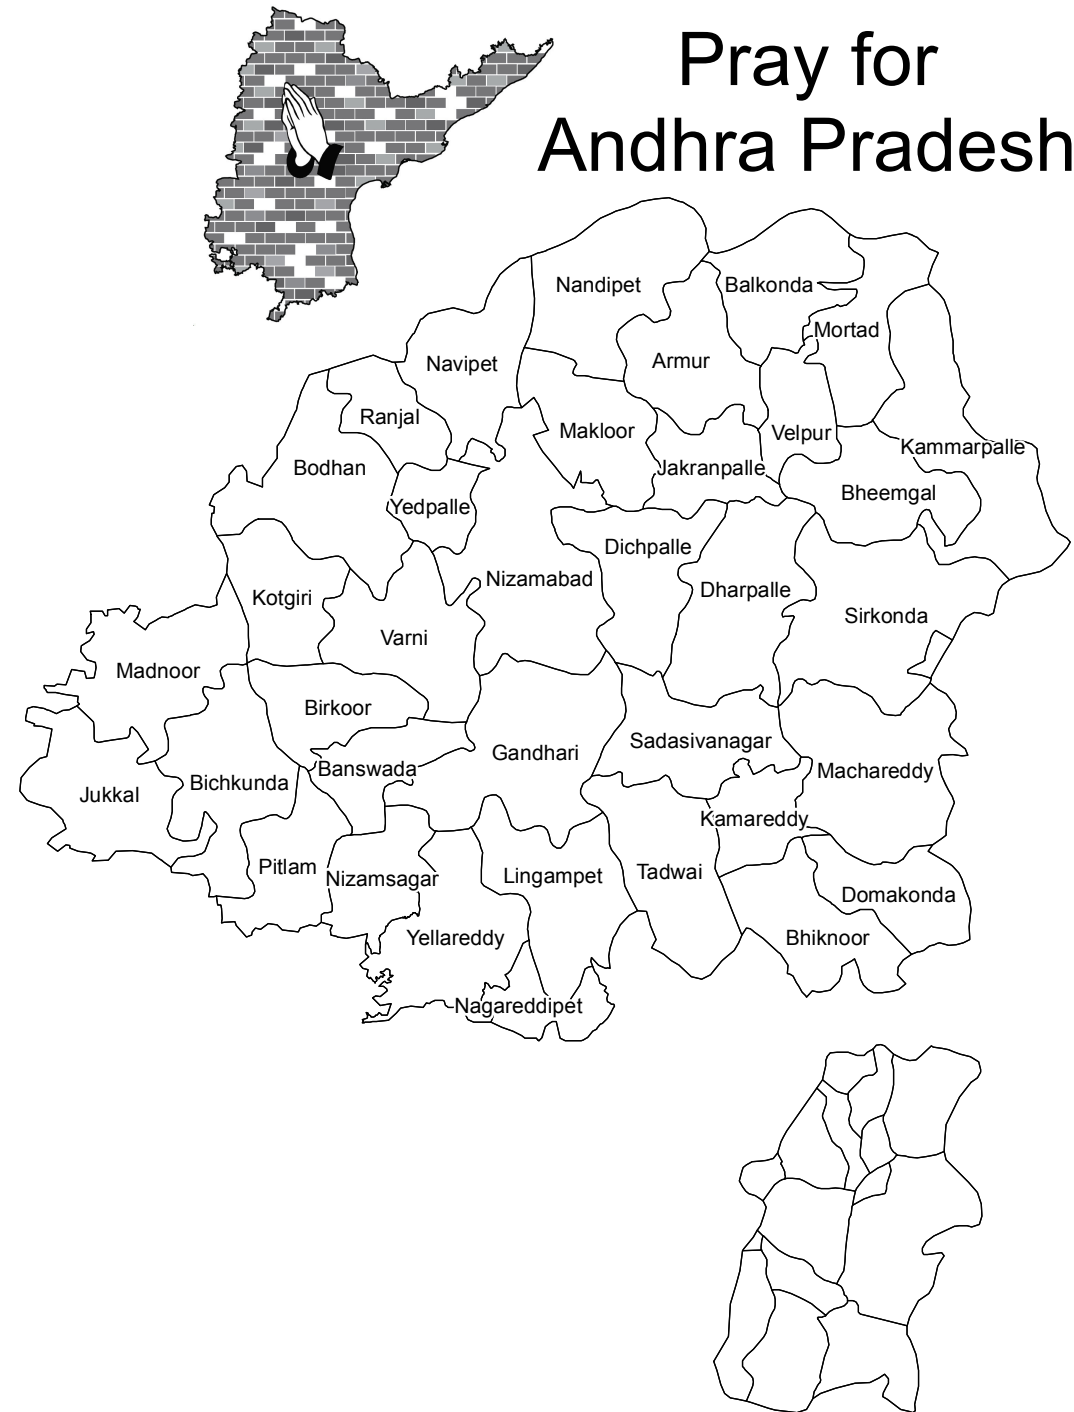 Pray for
Andhra Pradesh
Nandipet
Balkonda
Mortad
Navipet
Armur
Ranjal
Makloor
Velpur
Kammarpalle
Bodhan
Jakranpalle
Bheemgal
Yedpalle
Dichpalle
Nizamabad
Dharpalle
Kotgiri
Sirkonda
Varni
Madnoor
Birkoor
Sadasivanagar
Gandhari
Banswada
Machareddy
Bichkunda
Jukkal
Kamareddy
Pitlam
Nizamsagar
Lingampet
Tadwai
Domakonda
Yellareddy
Bhiknoor
Nagareddipet